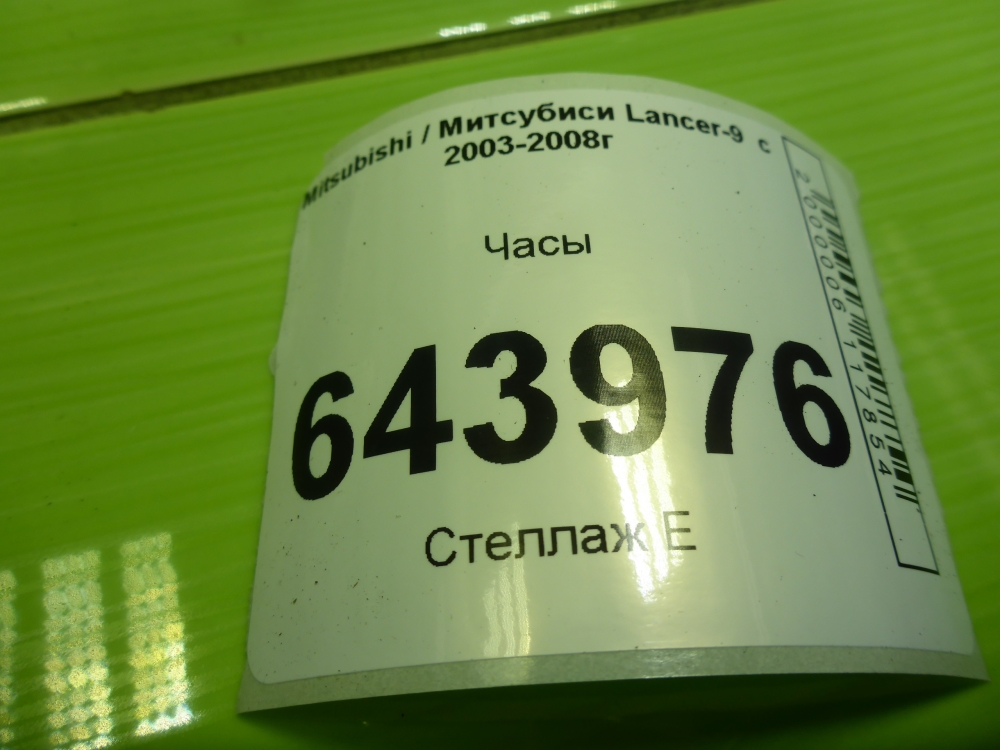 Mitsubishi / Митсубиси Lancer-9 с
2003-2008г
Часы
643976
Стеллаж Е
2000006117854